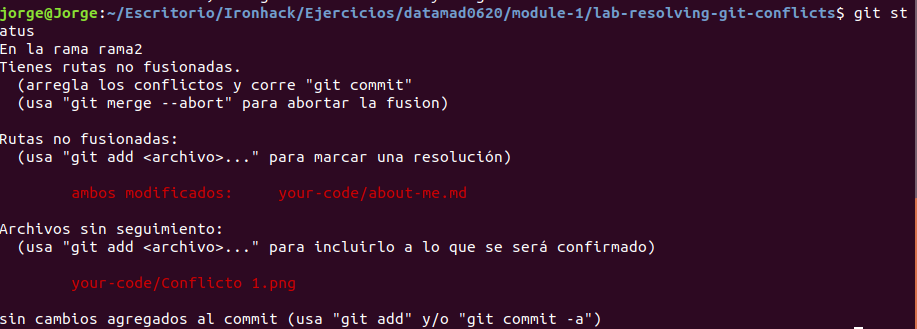 jorge@Jorge:~/Escritorio/Ironhack/Ejercicios/datamad0620/module-1/lab-resolving-git-conflicts$ git st
atus
En la rama rama2
Tienes rutas no fusionadas.
  (arregla los conflictos y corre "git commit"
  (usa "git merge --abort" para abortar la fusion)

Rutas no fusionadas:
  (usa "git add <archivo>..." para marcar una resolución)

        ambos modificados:     your-code/about-me.md

Archivos sin seguimiento:
  (usa "git add <archivo>..." para incluirlo a lo que se será confirmado)

        your-code/Conflicto 1.png

sin cambios agregados al commit (usa "git add" y/o "git commit -a")